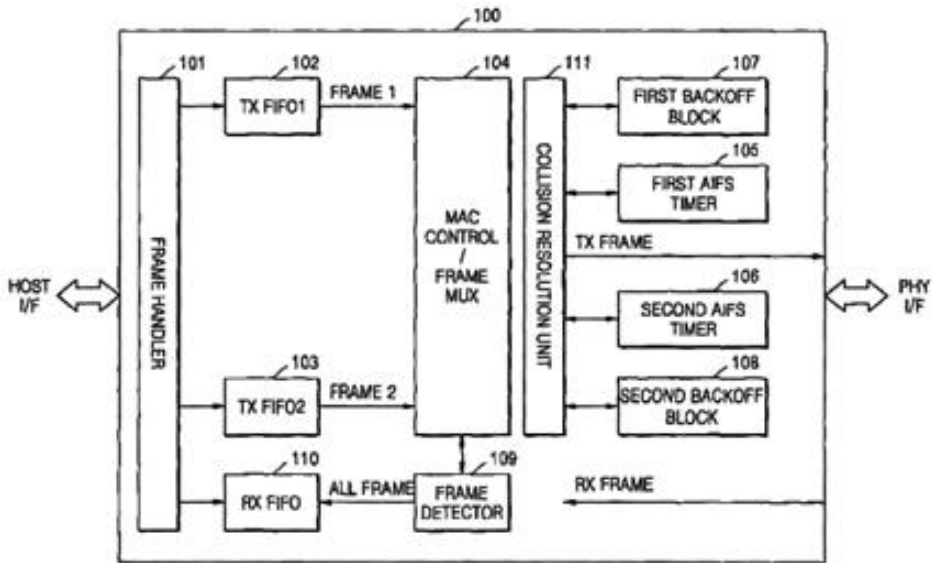 100
101
102
104
111
107
TX FIFO1
FRAME 1
FIRST BACKOFF
BLOCK
105
FIRST AIFS
TIMER
FRAME HANDLER
MAC
CONTROL
/
FRAME
MUX
COLLISION RESOLUTION UNIT
TX FRAME
HOST
I/F
PHY
I/F
106
SECOND AIFS
TIMER
103
TX FIFO2
FRAME 2
108
SECOND BACKOFF
BLOCK
110
RX FIFO
ALL FRAME
109
FRAME
DETECTOR
RX FRAME